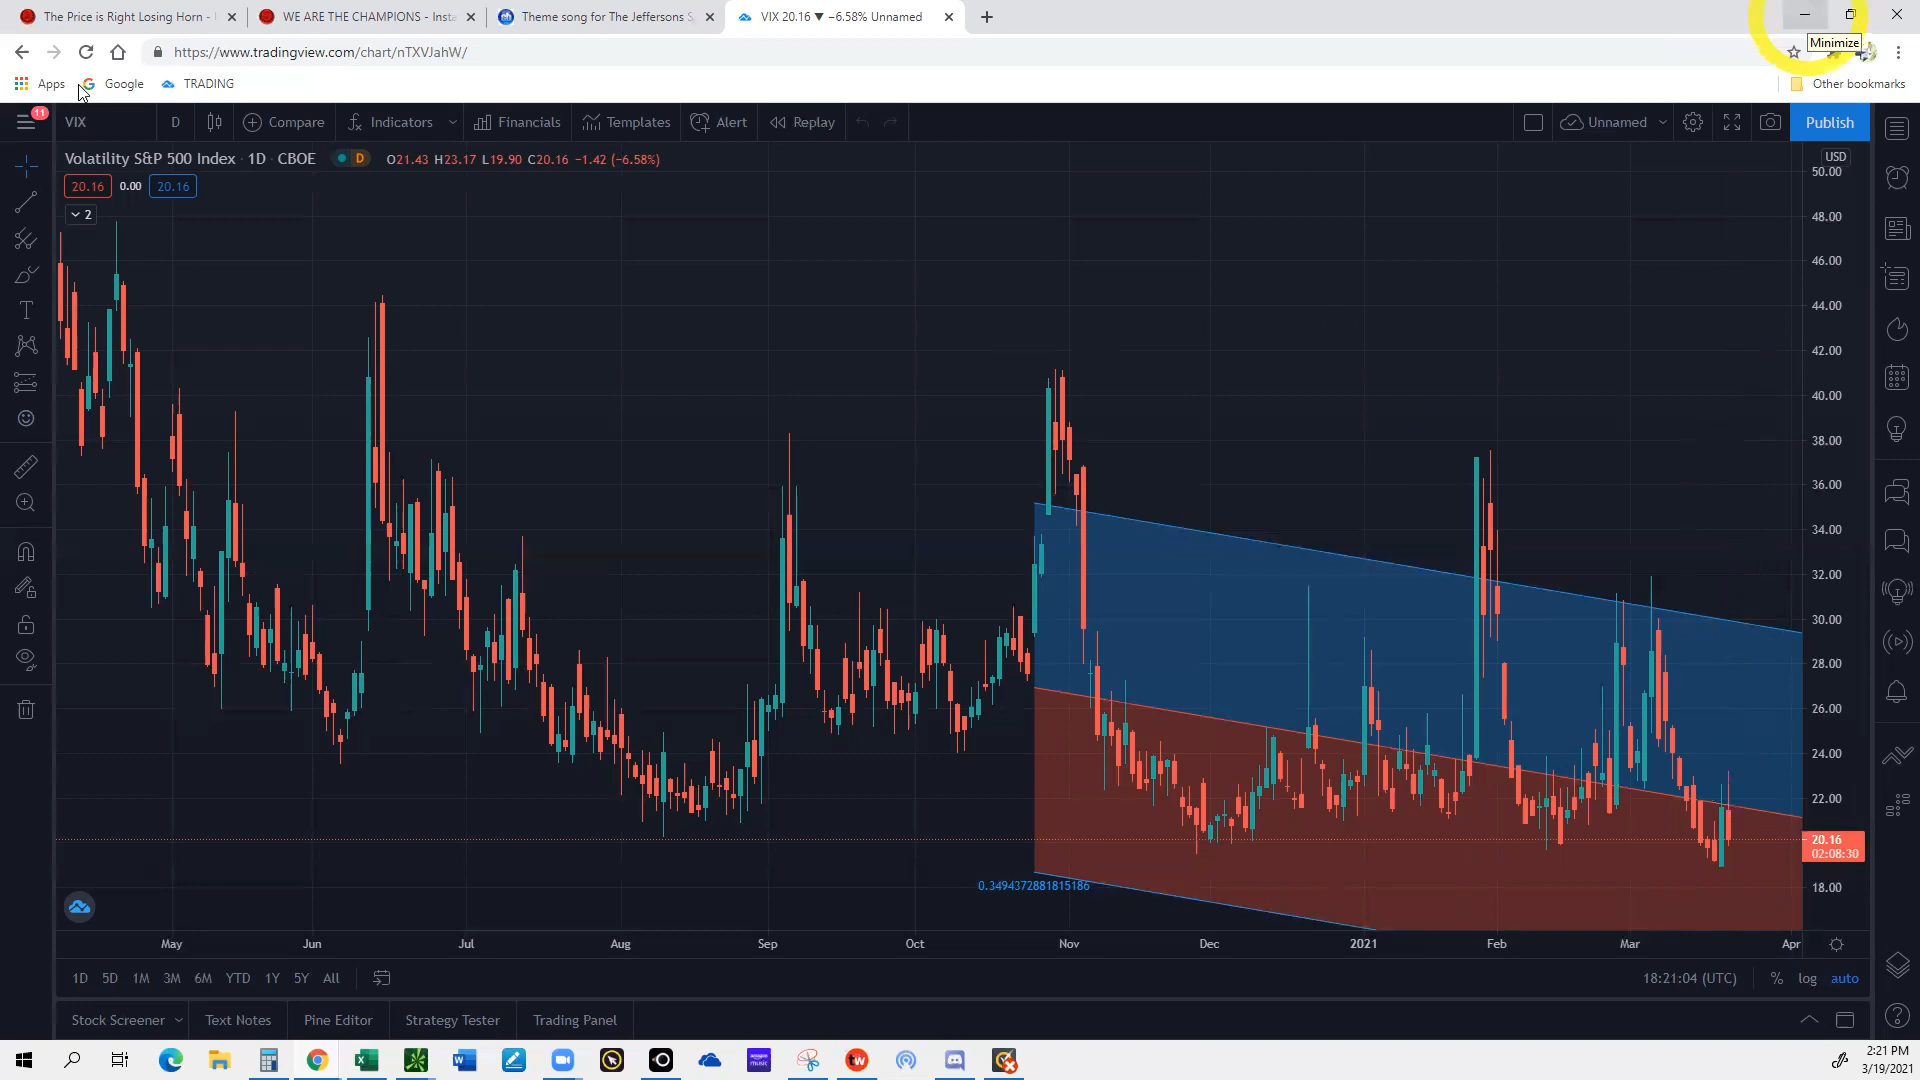 The Price is Right Losing Horn -
WE ARE THE CHAMPIONS - Insta
Theme song for The Jeffersons S
VIX 20.16 ▼ −6.58% Unnamed
Minimize
https://www.tradingview.com/chart/nTXVJahW/
Apps
Google
TRADING
Other bookmarks
11
VIX
D
Compare
Indicators
Financials
Templates
Alert
Replay
Unnamed
Publish
Volatility S&P 500 Index · 1D · CBOE
D
O21.43 H23.17 L19.90 C20.16 −1.42 (−6.58%)
20.16
0.00
20.16
2
USD
50.00
48.00
46.00
44.00
42.00
40.00
38.00
36.00
34.00
32.00
30.00
28.00
26.00
24.00
22.00
20.16
02:08:30
18.00
0.3494372881815186
May
Jun
Jul
Aug
Sep
Oct
Nov
Dec
2021
Feb
Mar
Apr
1D
5D
1M
3M
6M
YTD
1Y
5Y
All
18:21:04 (UTC)
%
log
auto
Stock Screener
Text Notes
Pine Editor
Strategy Tester
Trading Panel
2:21 PM
3/19/2021